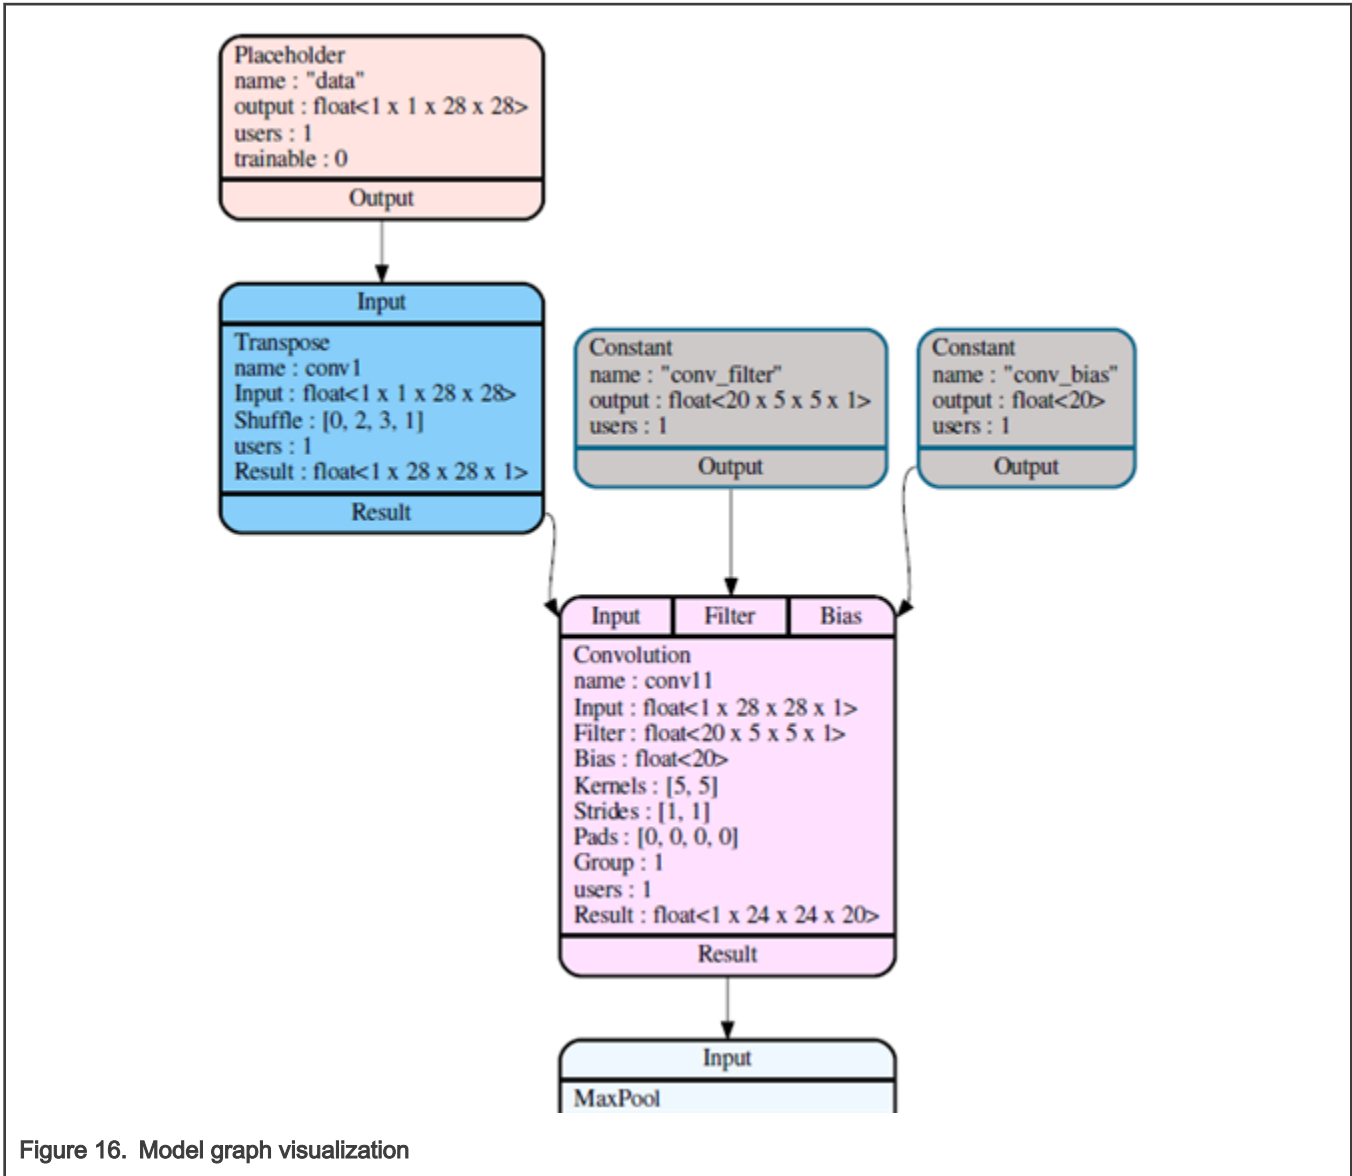 Placeholder
name : "data"
output : float<1 x 1 x 28 x 28>
users : 1
trainable : 0
Output
Input
Transpose
name : conv1
Input : float<1 x 1 x 28 x 28>
Shuffle : [0, 2, 3, 1]
users : 1
Result : float<1 x 28 x 28 x 1>
Result
Constant
name : "conv_filter"
output : float<20 x 5 x 5 x 1>
users : 1
Output
Constant
name : "conv_bias"
output : float<20>
users : 1
Output
Input Filter Bias
Convolution
name : conv11
Input : float<1 x 28 x 28 x 1>
Filter : float<20 x 5 x 5 x 1>
Bias : float<20>
Kernels : [5, 5]
Strides : [1, 1]
Pads : [0, 0, 0, 0]
Group : 1
users : 1
Result : float<1 x 24 x 24 x 20>
Result
Input
MaxPool
Figure 16. Model graph visualization